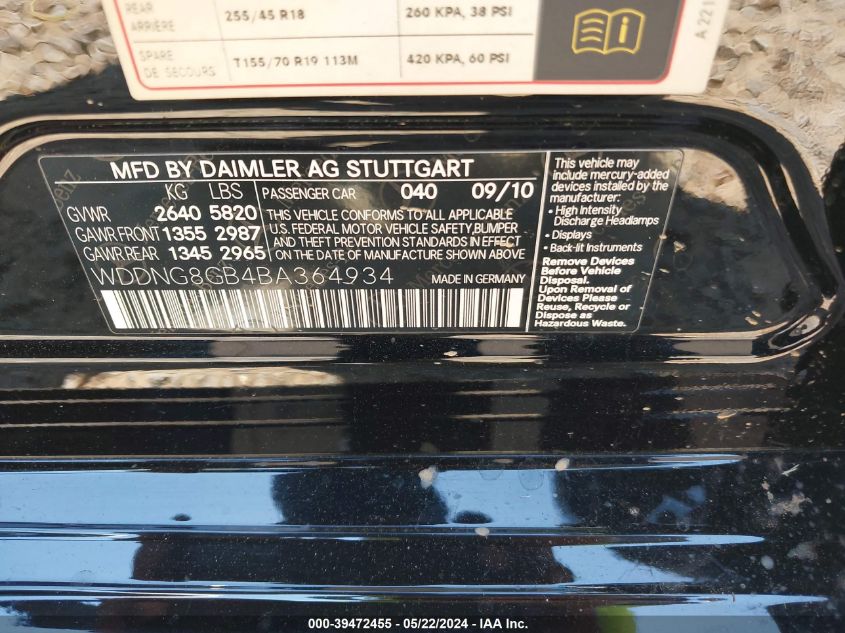 REAR
ARRIÈRE
255/45 R18
260 KPA, 38 PSI
SPARE
DE SECOURS
T155/70 R19 113M
420 KPA, 60 PSI
A 221
MFD BY DAIMLER AG STUTTGART
KG LBS
PASSENGER CAR 040 09/10
GVWR 2640 5820
GAWR.FRONT 1355 2987
GAWR.REAR 1345 2965
THIS VEHICLE CONFORMS TO ALL APPLICABLE
U.S. FEDERAL MOTOR VEHICLE SAFETY,BUMPER
AND THEFT PREVENTION STANDARDS IN EFFECT
ON THE DATE OF MANUFACTURE SHOWN ABOVE
WDDNG8GB4BA364934
MADE IN GERMANY
This vehicle may
include mercury-added
devices installed by the
manufacturer:
• High Intensity
Discharge Headlamps
• Displays
• Back-lit Instruments
Remove Devices
Before Vehicle
Disposal.
Upon Removal of
Devices Please
Reuse, Recycle or
Dispose as
Hazardous Waste.
000-39472455 - 05/22/2024 - IAA Inc.